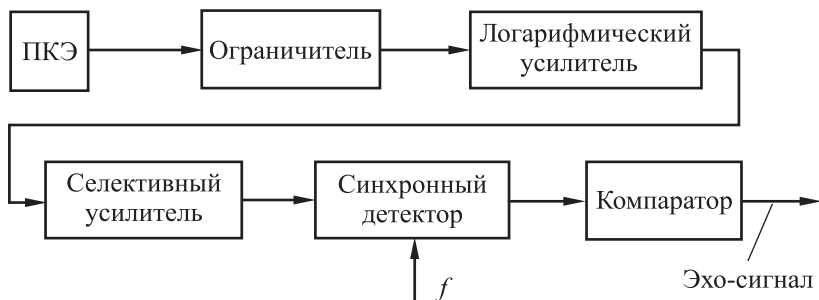 ПКЭ
Ограничитель
Логарифмический
усилитель
Селективный
усилитель
Синхронный
детектор
Компаратор
f
Эхо-сигнал